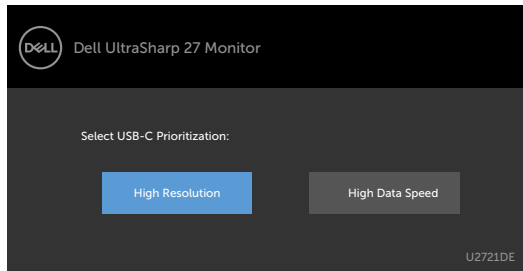 DELL Dell UltraSharp 27 Monitor
Select USB-C Prioritization:
High Resolution High Data Speed
U2721DE